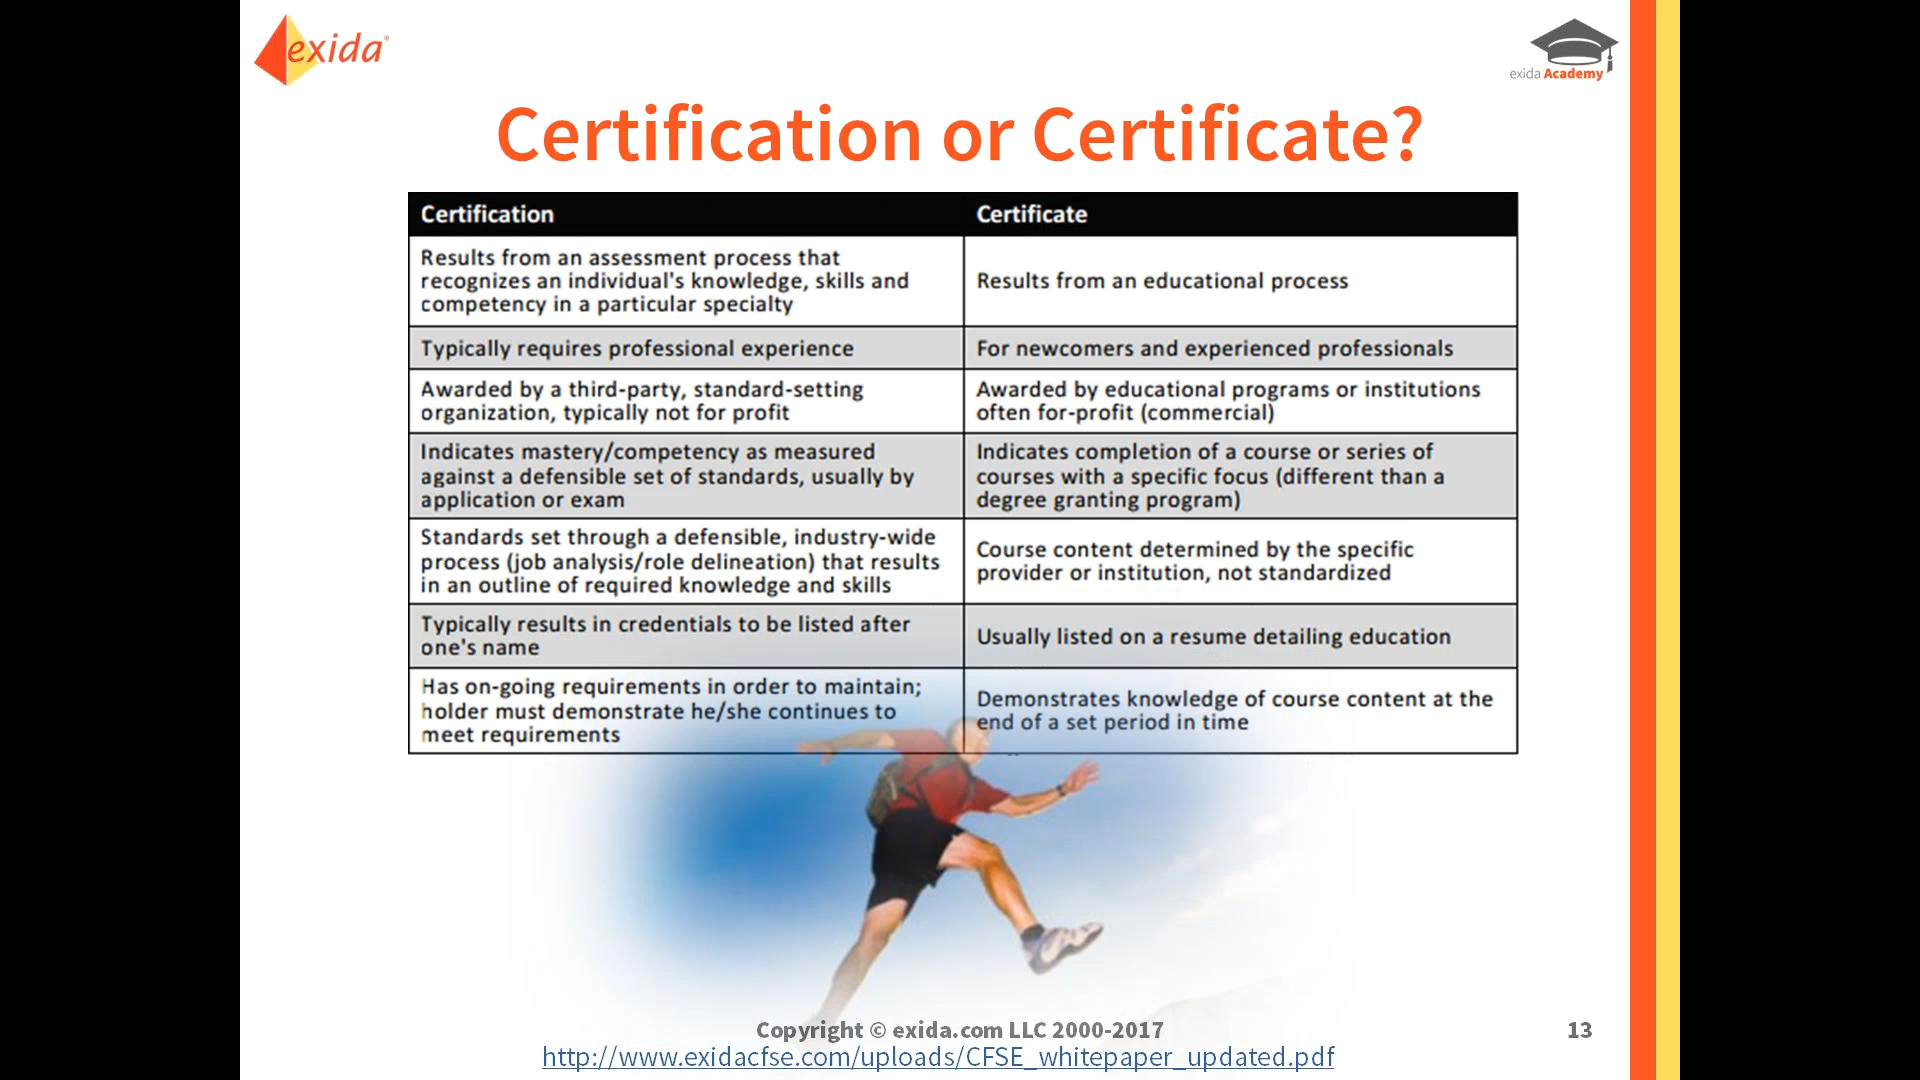 exida
exida Academy
Certification or Certificate?
Certification
Certificate
Results from an assessment process that
recognizes an individual's knowledge, skills and
competency in a particular specialty
Results from an educational process
Typically requires professional experience
For newcomers and experienced professionals
Awarded by a third-party, standard-setting
organization, typically not for profit
Awarded by educational programs or institutions
often for-profit (commercial)
Indicates mastery/competency as measured
against a defensible set of standards, usually by
application or exam
Indicates completion of a course or series of
courses with a specific focus (different than a
degree granting program)
Standards set through a defensible, industry-wide
process (job analysis/role delineation) that results
in an outline of required knowledge and skills
Course content determined by the specific
provider or institution, not standardized
Typically results in credentials to be listed after
one's name
Usually listed on a resume detailing education
Has on-going requirements in order to maintain;
holder must demonstrate he/she continues to
meet requirements
Demonstrates knowledge of course content at the
end of a set period in time
Copyright © exida.com LLC 2000-2017
13
http://www.exidacfse.com/uploads/CFSE_whitepaper_updated.pdf